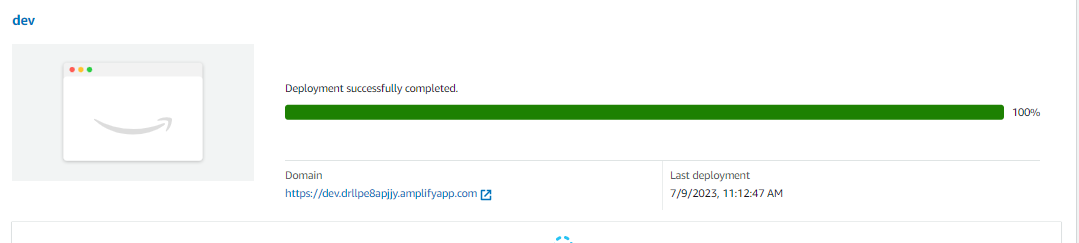 dev
Deployment successfully completed.
100%
Domain
Last deployment
https://dev.drllpe8apjjy.amplifyapp.com
7/9/2023, 11:12:47 AM